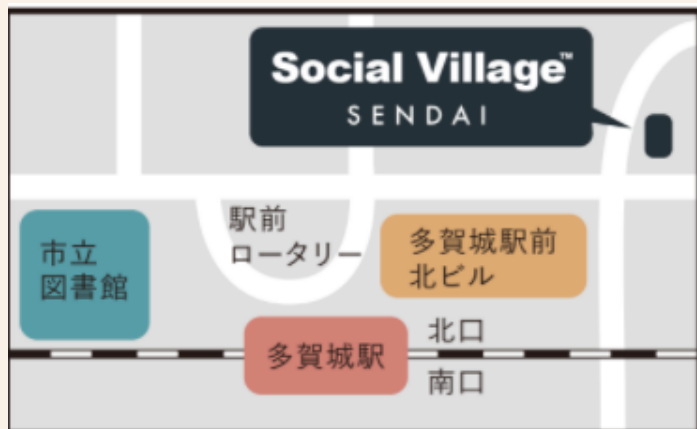 Social Village™
SENDAI
駅前
ロータリー
市立
図書館
多賀城駅前
北ビル
多賀城駅
北口
南口